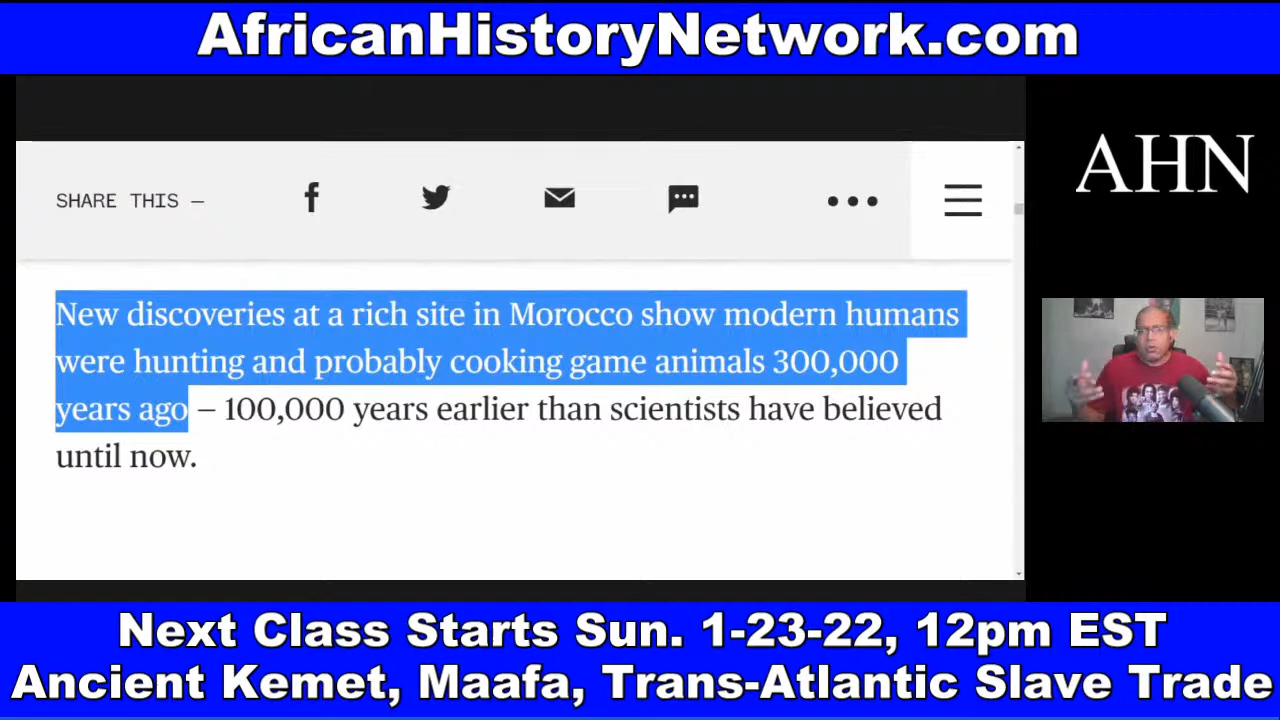 AfricanHistoryNetwork.com
AHN
SHARE THIS —
New discoveries at a rich site in Morocco show modern humans
were hunting and probably cooking game animals 300,000
years ago — 100,000 years earlier than scientists have believed
until now.
Next Class Starts Sun. 1-23-22, 12pm EST
Ancient Kemet, Maafa, Trans-Atlantic Slave Trade